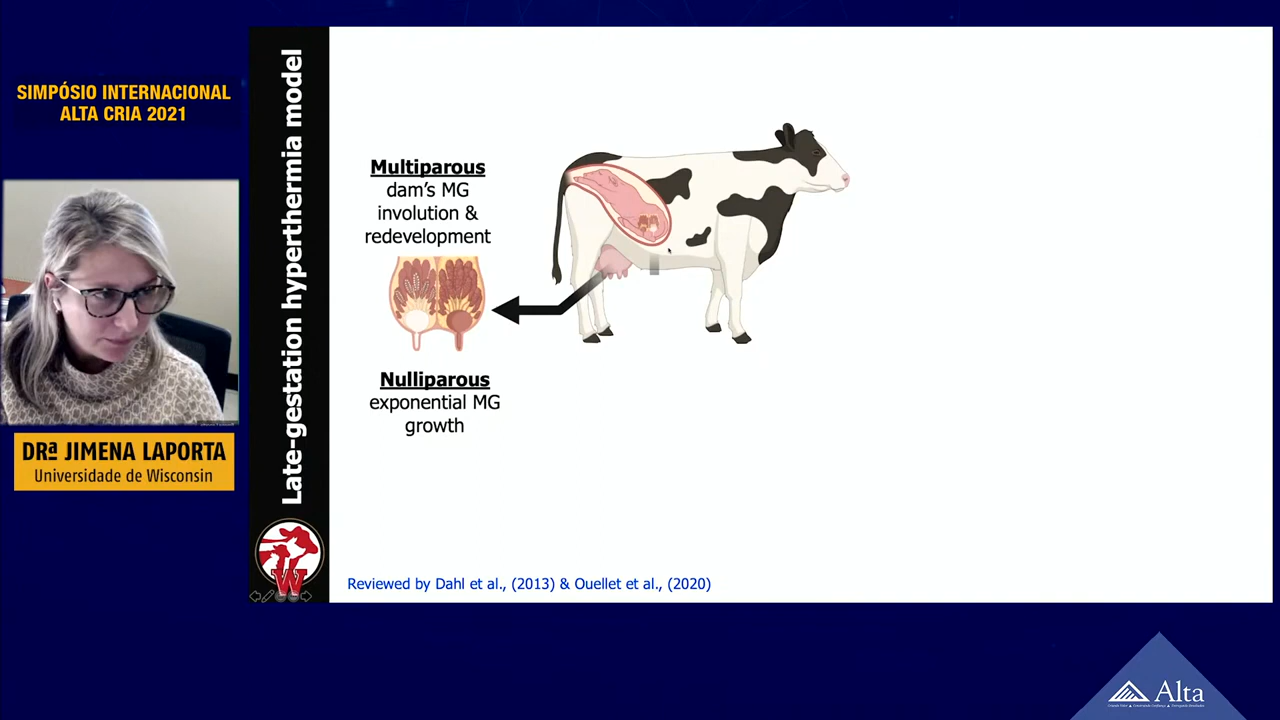 SIMPÓSIO INTERNACIONAL
ALTA CRIA 2021
DRª JIMENA LAPORTA
Universidade de Wisconsin
Late-gestation hyperthermia model
Multiparous
dam's MG
involution &
redevelopment
Nulliparous
exponential MG
growth
W
Reviewed by Dahl et al., (2013) & Ouellet et al., (2020)
Alta